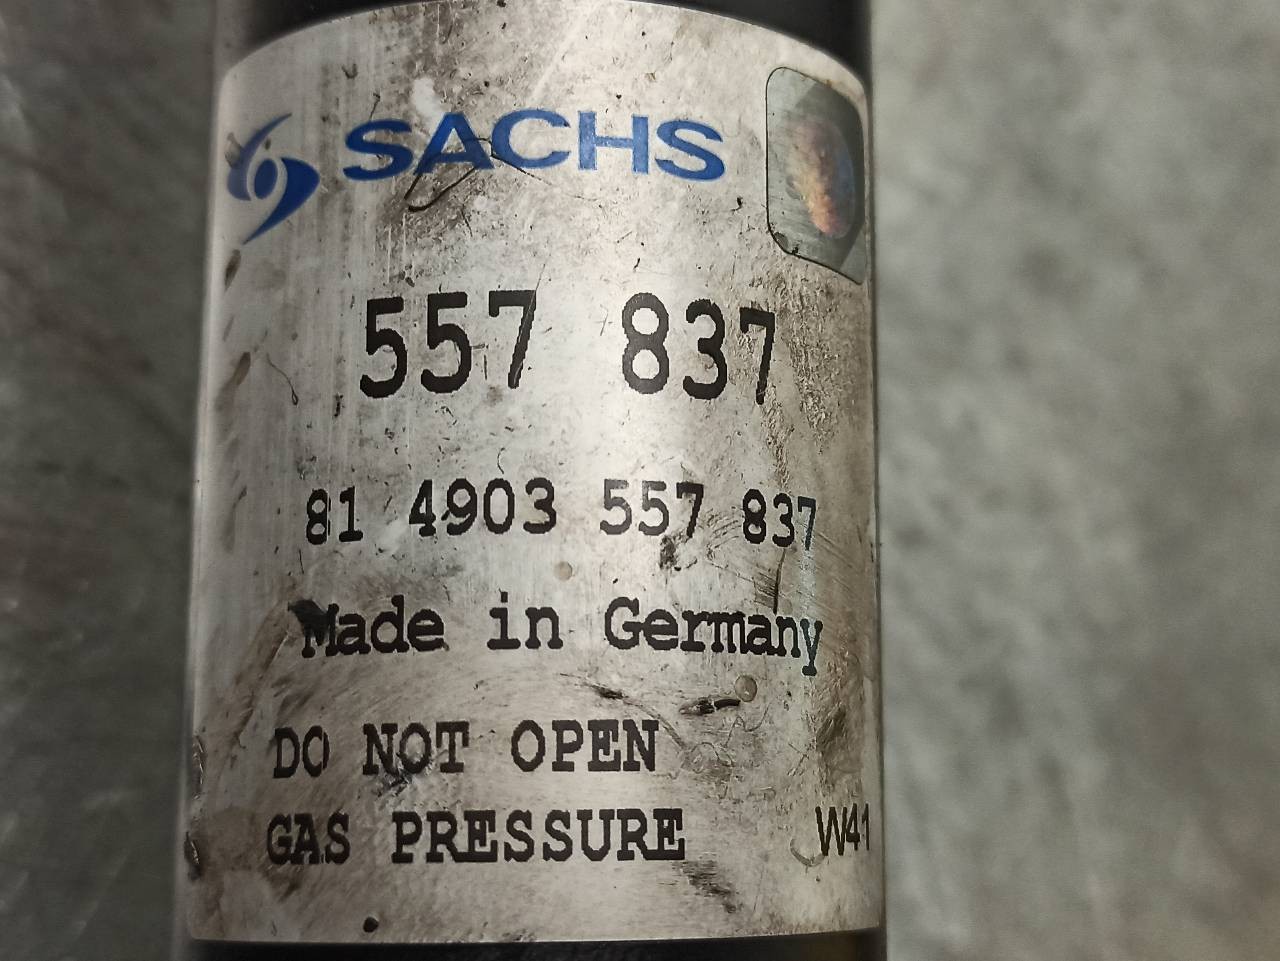 SACHS
557 837
81 4903 557 837
Made in Germany
DO NOT OPEN
GAS PRESSURE W41